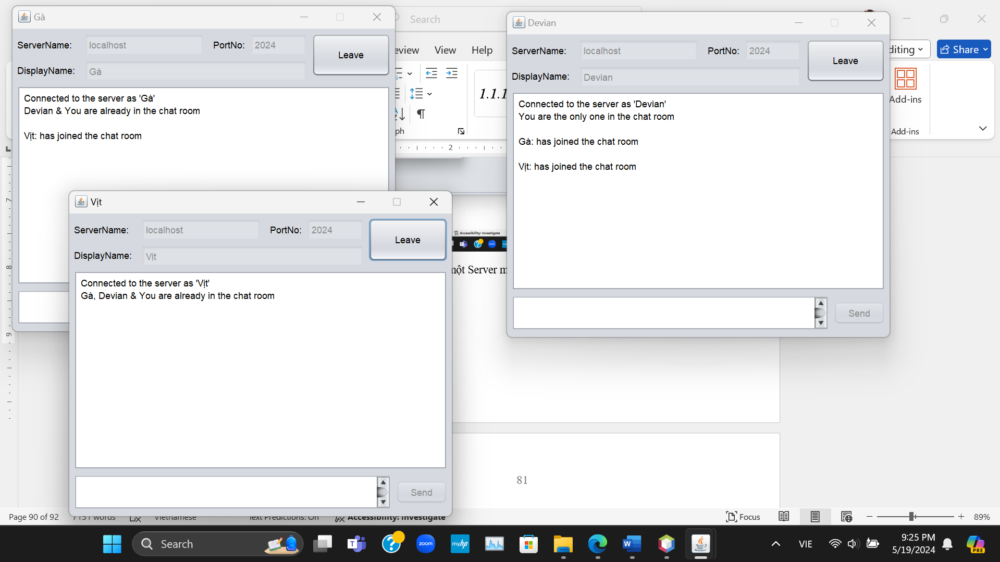 Gà
ServerName: localhost PortNo: 2024 Leave
DisplayName: Gà
Connected to the server as 'Gà'
Devian & You are already in the chat room
Vịt: has joined the chat room
Search
View Help
1.1.1
2
Devian
ServerName: localhost PortNo: 2024 Leave
DisplayName: Devian
Connected to the server as 'Devian'
You are the only one in the chat room
Gà: has joined the chat room
Vịt: has joined the chat room
Send
Share
Add-ins
Add-ins
7
8
9
Vịt
ServerName: localhost PortNo: 2024 Leave
DisplayName: Vịt
Connected to the server as 'Vịt'
Gà, Devian & You are already in the chat room
Send
Accessibility: Investigate
một Server m
81
Page 90 of 92 7151 words Vietnamese Text Predictions: On Accessibility: Investigate Focus 89%
Search zoom myhp VIE 9:25 PM
5/19/2024 PRE